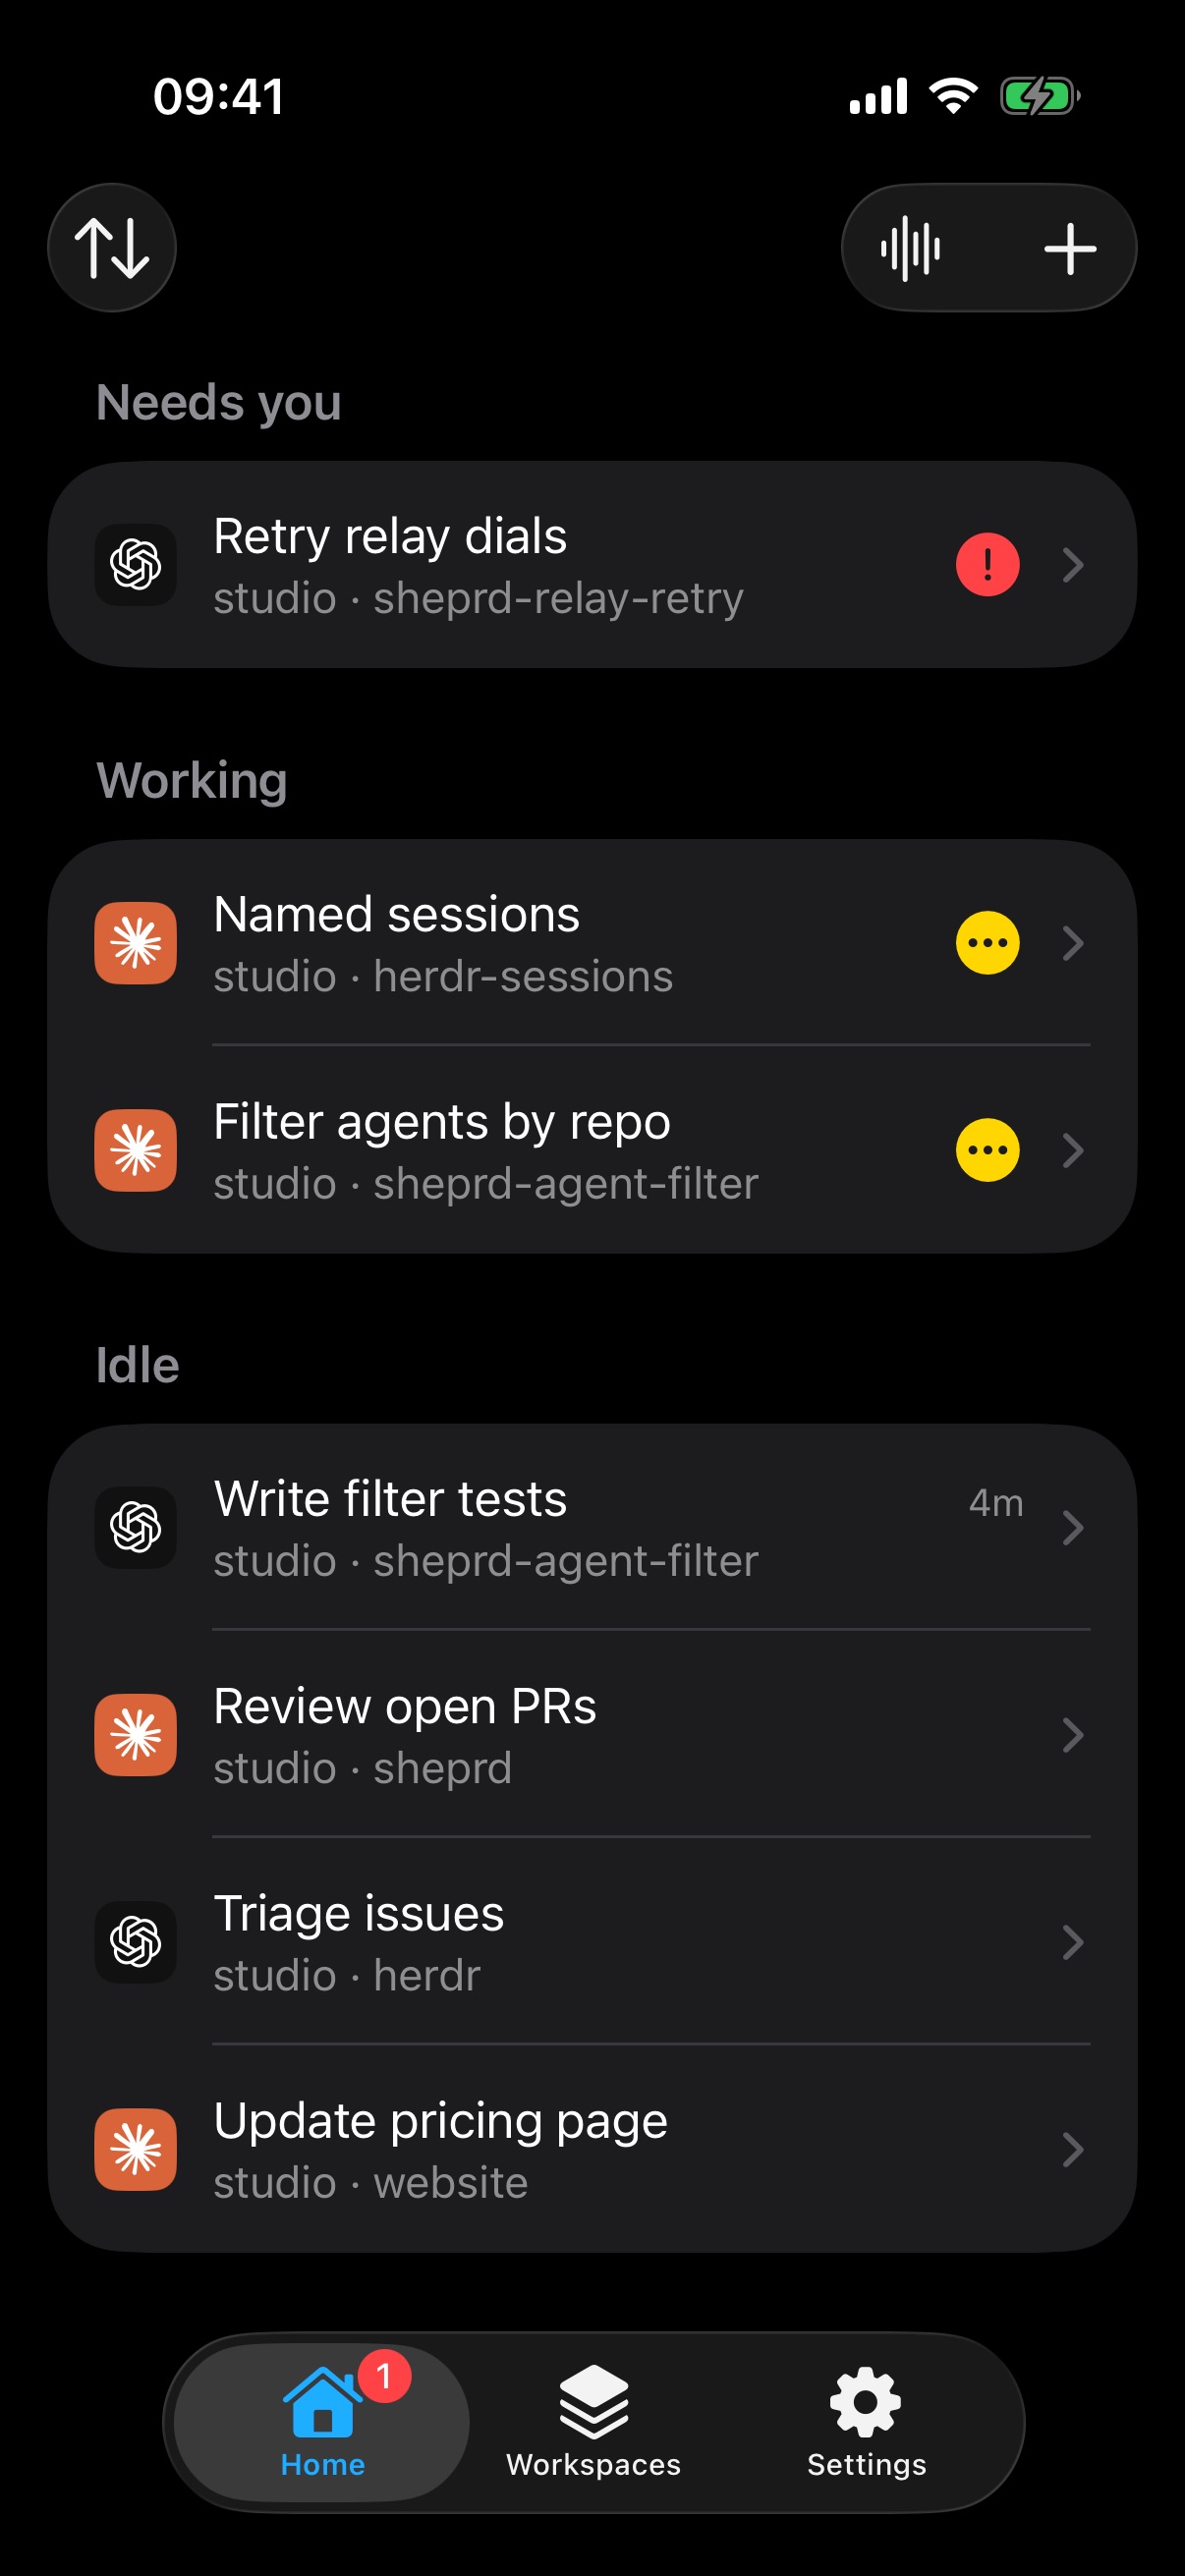 09:41
Needs you
Retry relay dials
studio · sheprd-relay-retry
Working
Named sessions
studio · herdr-sessions
Filter agents by repo
studio · sheprd-agent-filter
Idle
Write filter tests
4m
studio · sheprd-agent-filter
Review open PRs
studio · sheprd
Triage issues
studio · herdr
Update pricing page
studio · website
1
Home
Workspaces
Settings